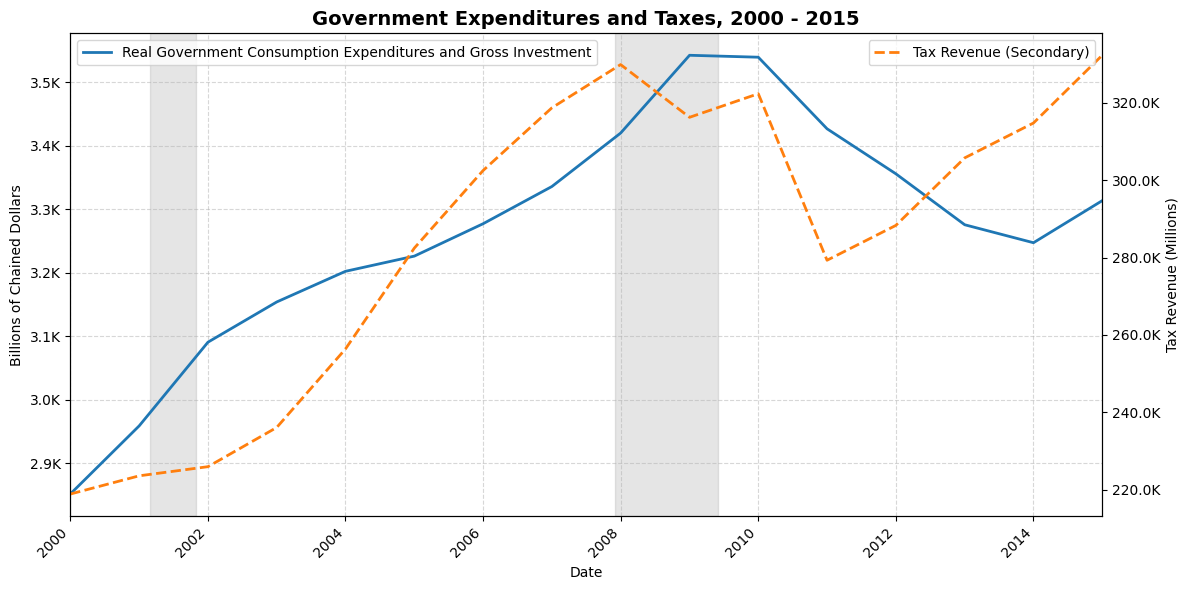 Government Expenditures and Taxes, 2000 - 2015
Real Government Consumption Expenditures and Gross Investment
Tax Revenue (Secondary)
Billions of Chained Dollars
3.5K
3.4K
3.3K
3.2K
3.1K
3.0K
2.9K
320.0K
300.0K
280.0K
260.0K
240.0K
220.0K
Tax Revenue (Millions)
2000
2002
2004
2006
2008
2010
2012
2014
Date